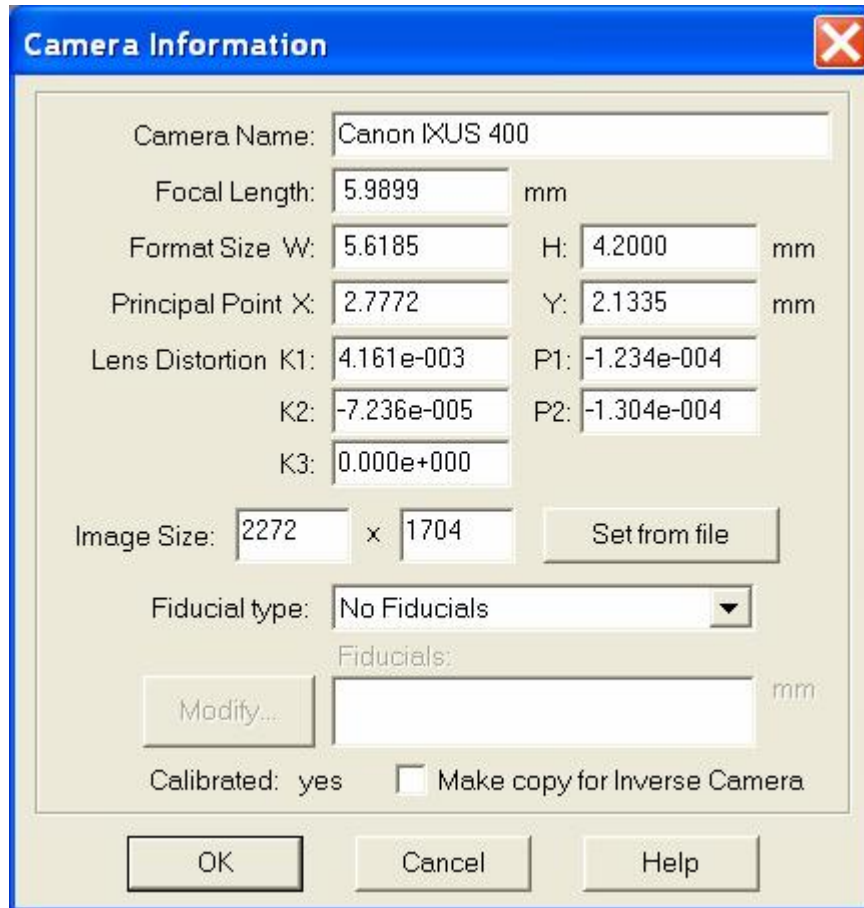 Camera Information
Camera Name: Canon IXUS 400
Focal Length: 5.9899 mm
Format Size W: 5.6185 H: 4.2000 mm
Principal Point X: 2.7772 Y: 2.1335 mm
Lens Distortion K1: 4.161e-003 P1: -1.234e-004
K2: -7.236e-005 P2: -1.304e-004
K3: 0.000e+000
Image Size: 2272 x 1704 Set from file
Fiducial type: No Fiducials
Fiducials:
Modify... mm
Calibrated: yes Make copy for Inverse Camera
OK Cancel Help